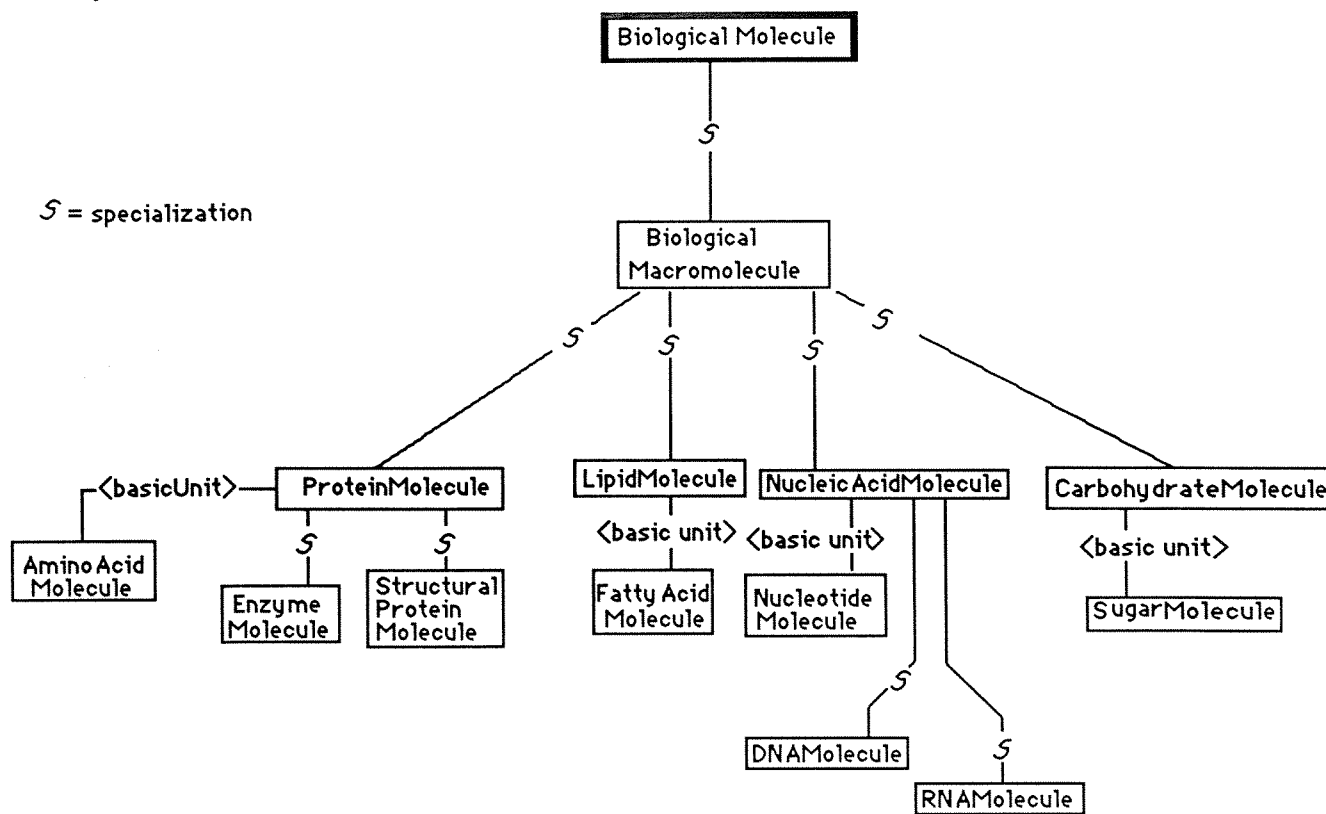 Biological Molecule
S
S = specialization
Biological
Macromolecule
S
S
S
S
<basicUnit>
ProteinMolecule
LipidMolecule
NucleicAcidMolecule
CarbohydrateMolecule
<basic unit>
<basic unit>
<basic unit>
S
S
Amino Acid
Molecule
Enzyme
Molecule
Structural
Protein
Molecule
Fatty Acid
Molecule
Nucleotide
Molecule
SugarMolecule
S
DNAMolecule
S
RNAMolecule